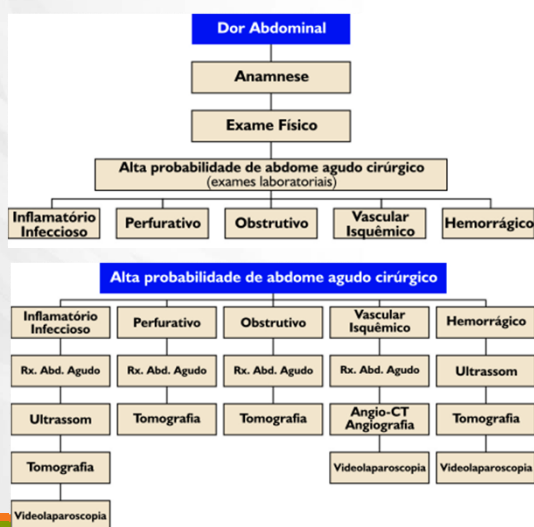 Dor Abdominal
Anamnese
Exame Físico
Alta probabilidade de abdome agudo cirúrgico
(exames laboratoriais)
Inflamatório
Infeccioso
Perfurativo
Obstrutivo
Vascular
Isquêmico
Hemorrágico
Alta probabilidade de abdome agudo cirúrgico
Inflamatório
Infeccioso
Perfurativo
Obstrutivo
Vascular
Isquêmico
Hemorrágico
Rx. Abd. Agudo
Rx. Abd. Agudo
Rx. Abd. Agudo
Rx. Abd. Agudo
Ultrassom
Ultrassom
Tomografia
Tomografia
Angio-CT
Angiografia
Tomografia
Tomografia
Videolaparoscopia
Videolaparoscopia
Videolaparoscopia